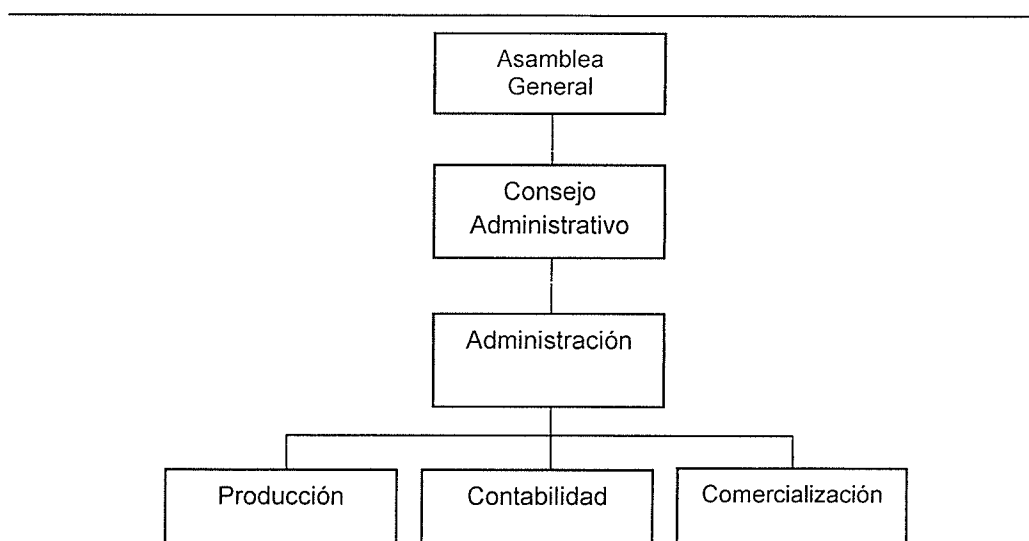 Asamblea
General
Consejo
Administrativo
Administración
Producción
Contabilidad
Comercialización